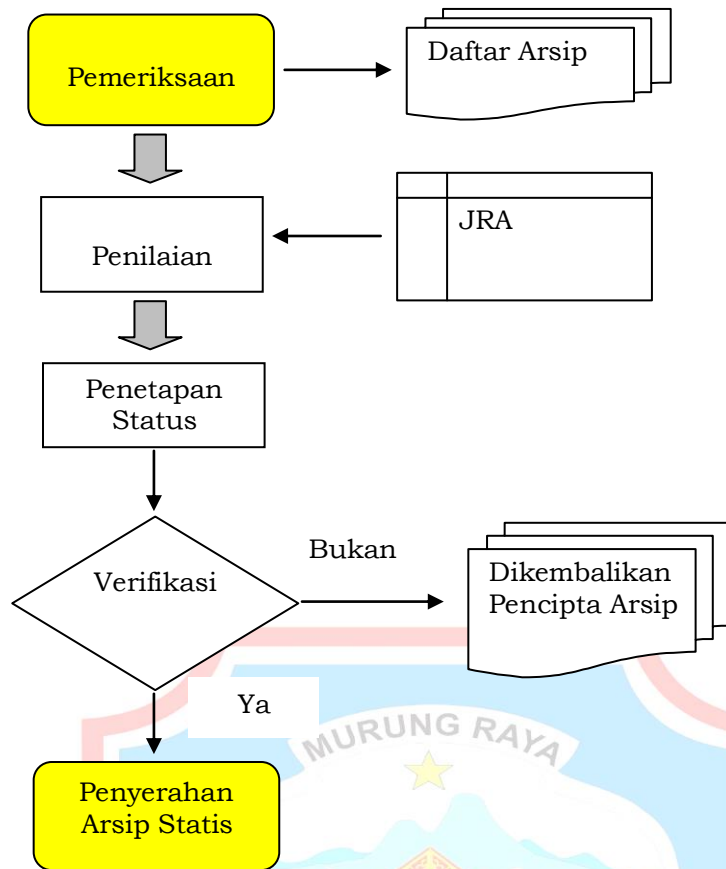 Pemeriksaan
Daftar Arsip
Penilaian
JRA
Penetapan
Status
Verifikasi
Bukan
Dikembalikan
Pencipta Arsip
Ya
MURUNG RAYA
Penyerahan
Arsip Statis